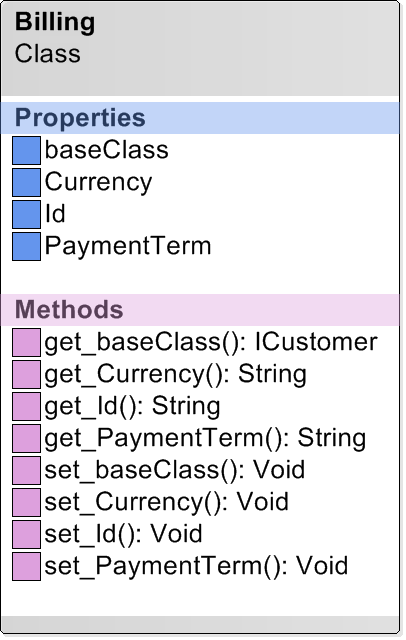 Billing
Class
Properties
baseClass
Currency
Id
PaymentTerm
Methods
get_baseClass(): ICustomer
get_Currency(): String
get_Id(): String
get_PaymentTerm(): String
set_baseClass(): Void
set_Currency(): Void
set_Id(): Void
set_PaymentTerm(): Void